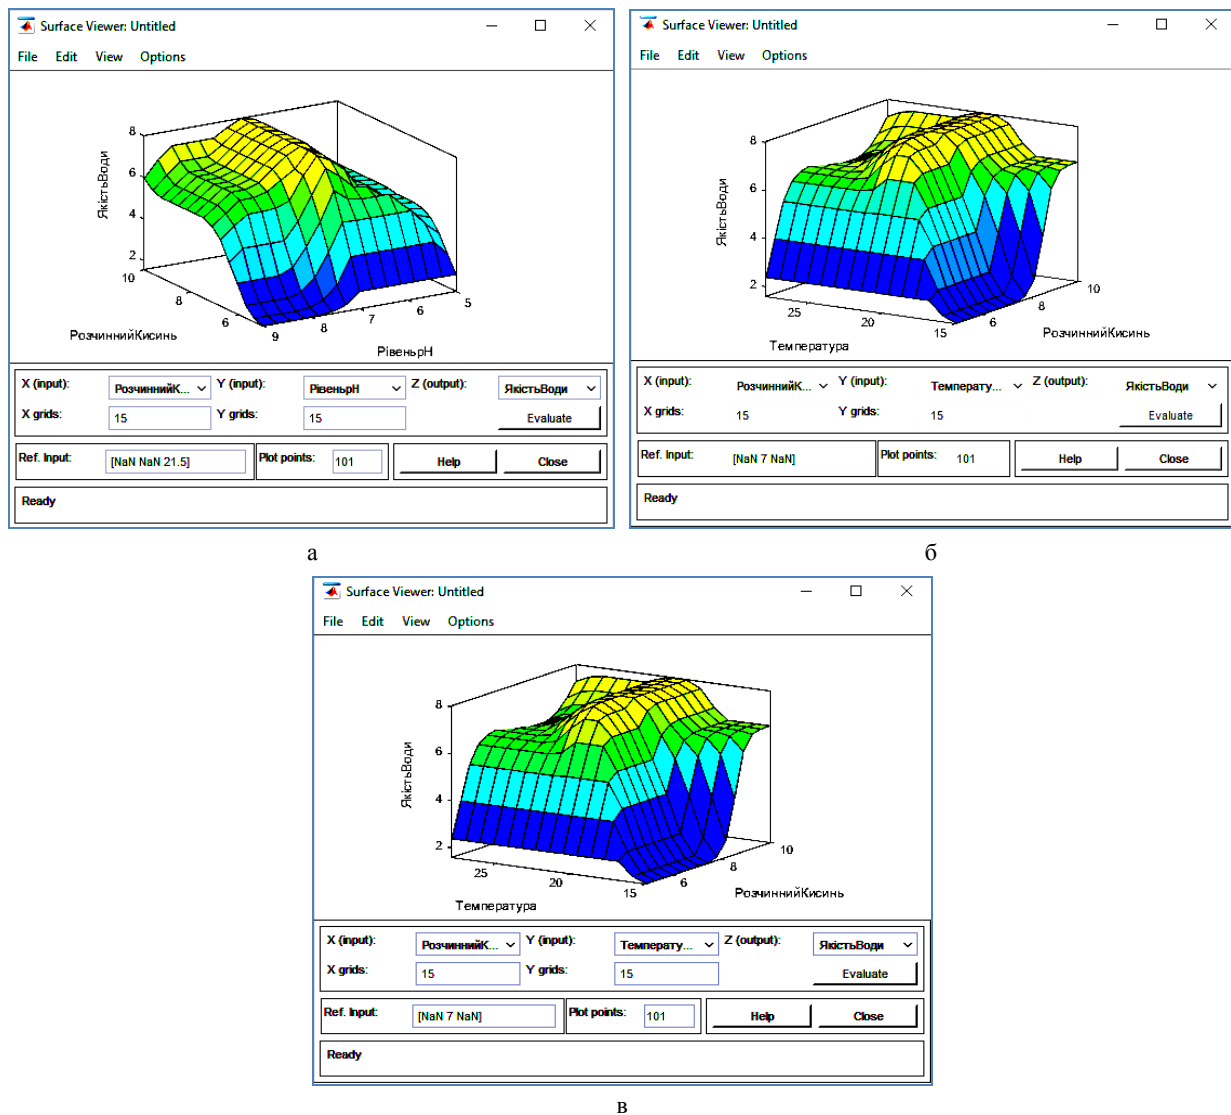 Surface Viewer: Untitled
File Edit View Options
8
6
4
2
ЯкістьВоди
10
8
6
РозчиннийКисинь
9
8
7
6
5
РівеньрН
X (input): РозчиннийК... Y (input): РівеньрН Z (output): ЯкістьВоди
X grids: 15 Y grids: 15 Evaluate
Ref. Input: [NaN NaN 21.5] Plot points: 101 Help Close
Ready
а
Surface Viewer: Untitled
File Edit View Options
8
6
4
2
ЯкістьВоди
25
20
15
Температура
6
8
10
РозчиннийКисинь
X (input): РозчиннийК... Y (input): Температу... Z (output): ЯкістьВоди
X grids: 15 Y grids: 15 Evaluate
Ref. Input: [NaN 7 NaN] Plot points: 101 Help Close
Ready
б
Surface Viewer: Untitled
File Edit View Options
8
6
4
2
ЯкістьВоди
25
20
15
Температура
6
8
10
РозчиннийКисинь
X (input): РозчиннийК... Y (input): Температу... Z (output): ЯкістьВоди
X grids: 15 Y grids: 15 Evaluate
Ref. Input: [NaN 7 NaN] Plot points: 101 Help Close
Ready
в